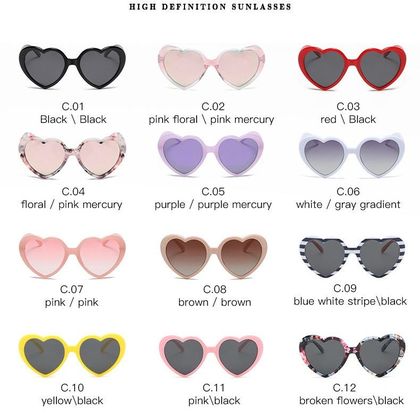 HIGH DEFINITION SUNLASSES
C.01 C.02 C.03
Black \ Black pink floral \ pink mercury red \ Black
C.04 C.05 C.06
floral / pink mercury purple / purple mercury white / gray gradient
C.07 C.08 C.09
pink / pink brown / brown blue white stripe\black
C.10 C.11 C.12
yellow\black pink\black broken flowers\black